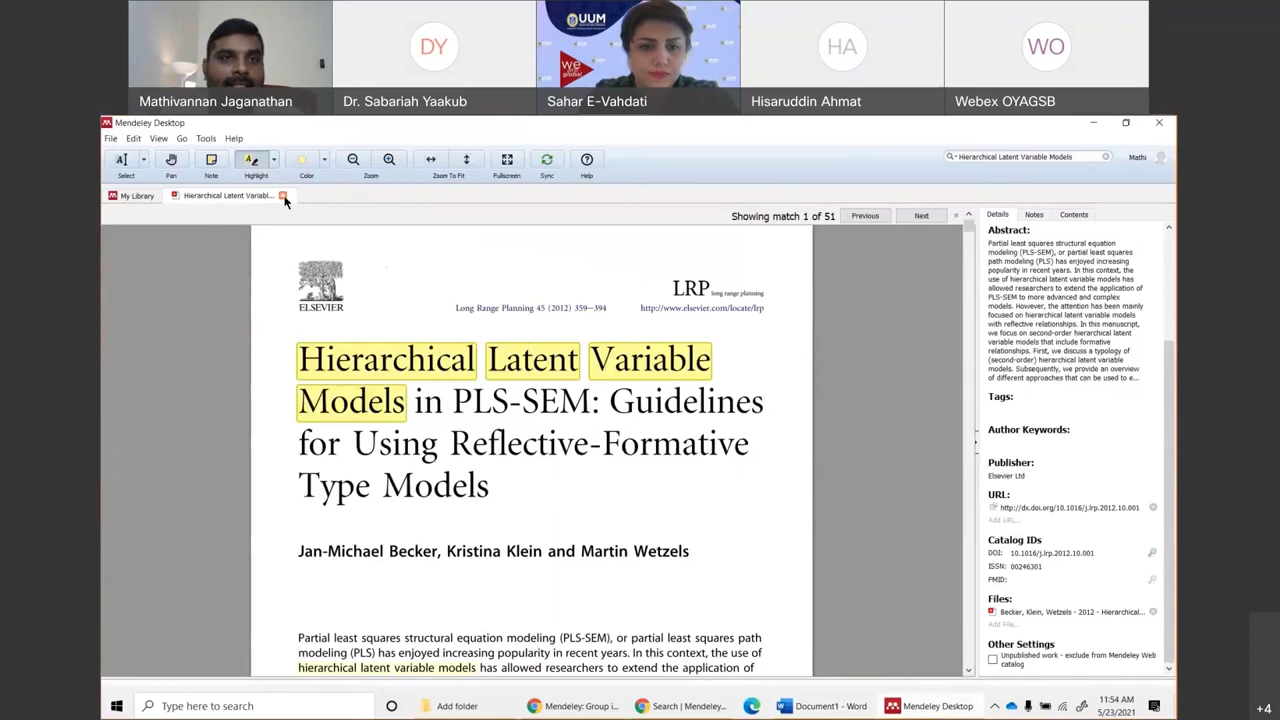 UUM
we
global
DY
HA
WO
Mathivannan Jaganathan
Dr. Sabariah Yaakub
Sahar E-Vahdati
Hisaruddin Ahmat
Webex OYAGSB
Mendeley Desktop
File Edit View Go Tools Help
Select Pan Note Highlight Color Zoom Zoom To Fit Fullscreen Sync Help
Hierarchical Latent Variable Models
Mathi
My Library
Hierarchical Latent Variabl...
Showing match 1 of 51
Previous
Next
ELSEVIER
Long Range Planning 45 (2012) 359–394
LRP long range planning
http://www.elsevier.com/locate/lrp
Hierarchical Latent Variable
Models in PLS-SEM: Guidelines
for Using Reflective-Formative
Type Models
Jan-Michael Becker, Kristina Klein and Martin Wetzels
Partial least squares structural equation modeling (PLS-SEM), or partial least squares path
modeling (PLS) has enjoyed increasing popularity in recent years. In this context, the use of
hierarchical latent variable models has allowed researchers to extend the application of
Details Notes Contents
Abstract:
Partial least squares structural equation
modeling (PLS-SEM), or partial least squares
path modeling (PLS) has enjoyed increasing
popularity in recent years. In this context, the
use of hierarchical latent variable models has
allowed researchers to extend the application of
PLS-SEM to more advanced and complex
models. However, the attention has been mainly
focused on hierarchical latent variable models
with reflective relationships. In this manuscript,
we focus on second-order hierarchical latent
variable models that include formative
relationships. First, we discuss a typology of
(second-order) hierarchical latent variable
models. Subsequently, we provide an overview
of different approaches that can be used to e...
Tags:
Author Keywords:
Publisher:
Elsevier Ltd
URL:
http://dx.doi.org/10.1016/j.lrp.2012.10.001
Add URL...
Catalog IDs
DOI: 10.1016/j.lrp.2012.10.001
ISSN: 00246301
PMID:
Files:
Becker, Klein, Wetzels - 2012 - Hierarchical...
Add File...
Other Settings
Unpublished work - exclude from Mendeley Web
catalog
Type here to search
Add folder
Mendeley: Group i...
Search | Mendeley...
Document1 - Word
Mendeley Desktop
11:54 AM
5/23/2021
+4